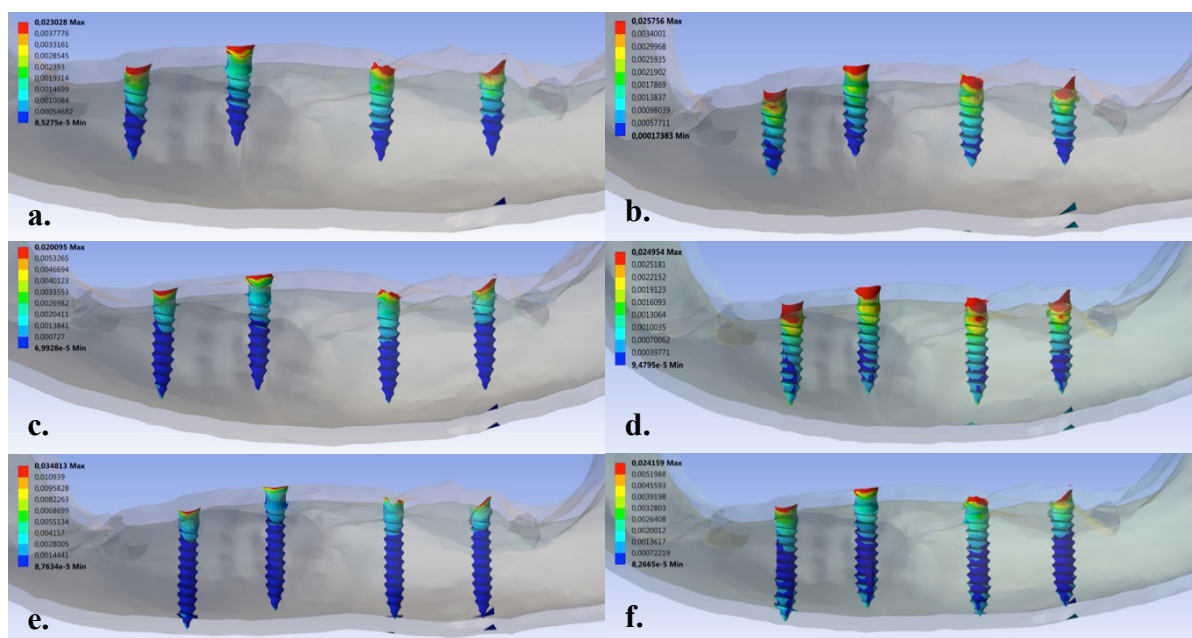 0,023028 Max
0,0037776
0,0033161
0,0028545
0,002393
0,0019314
0,0014699
0,0010084
0,00054682
8,5275e-5 Min
a.
0,025756 Max
0,0034001
0,0029968
0,0025935
0,0021902
0,0017869
0,0013837
0,00098039
0,00057711
0,00017383 Min
b.
0,020095 Max
0,0053265
0,0046694
0,0040123
0,0033553
0,0026982
0,0020411
0,0013841
0,000727
6,9928e-5 Min
c.
0,024954 Max
0,0025181
0,0022152
0,0019123
0,0016093
0,0013064
0,0010035
0,00070062
0,00039771
9,4795e-5 Min
d.
0,034813 Max
0,010939
0,0095828
0,0082263
0,0068699
0,0055134
0,004157
0,0028005
0,0014441
8,7634e-5 Min
e.
0,024159 Max
0,0051988
0,0045593
0,0039198
0,0032803
0,0026408
0,0020012
0,0013617
0,00072219
8,2665e-5 Min
f.